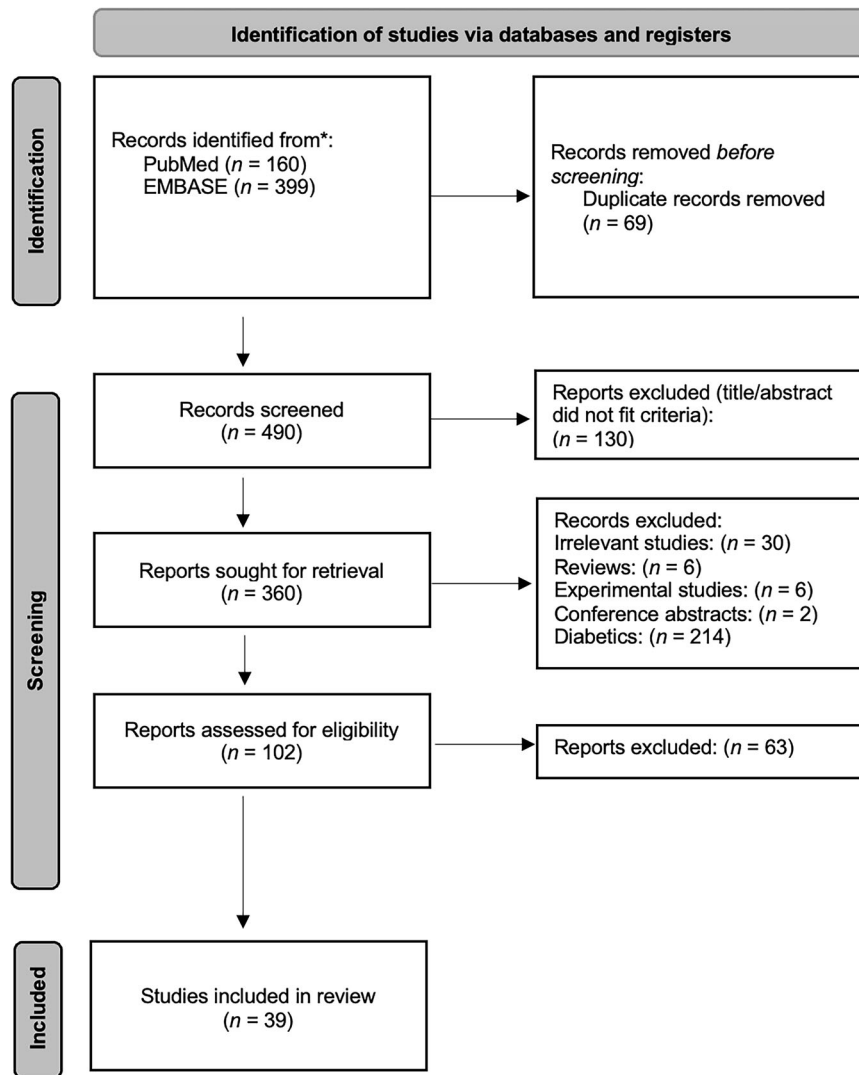 Identification of studies via databases and registers
Identification
Records identified from*:
PubMed (n = 160)
EMBASE (n = 399)
Records removed before
screening:
Duplicate records removed
(n = 69)
Screening
Records screened
(n = 490)
Reports excluded (title/abstract
did not fit criteria):
(n = 130)
Reports sought for retrieval
(n = 360)
Records excluded:
Irrelevant studies: (n = 30)
Reviews: (n = 6)
Experimental studies: (n = 6)
Conference abstracts: (n = 2)
Diabetics: (n = 214)
Reports assessed for eligibility
(n = 102)
Reports excluded: (n = 63)
Included
Studies included in review
(n = 39)